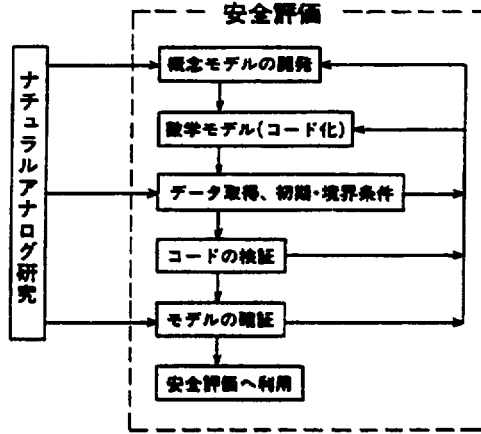 安全評価
ナチュラルアナログ研究
概念モデルの開発
数学モデル(コード化)
データ取得、初期・境界条件
コードの検証
モデルの確証
安全評価へ利用